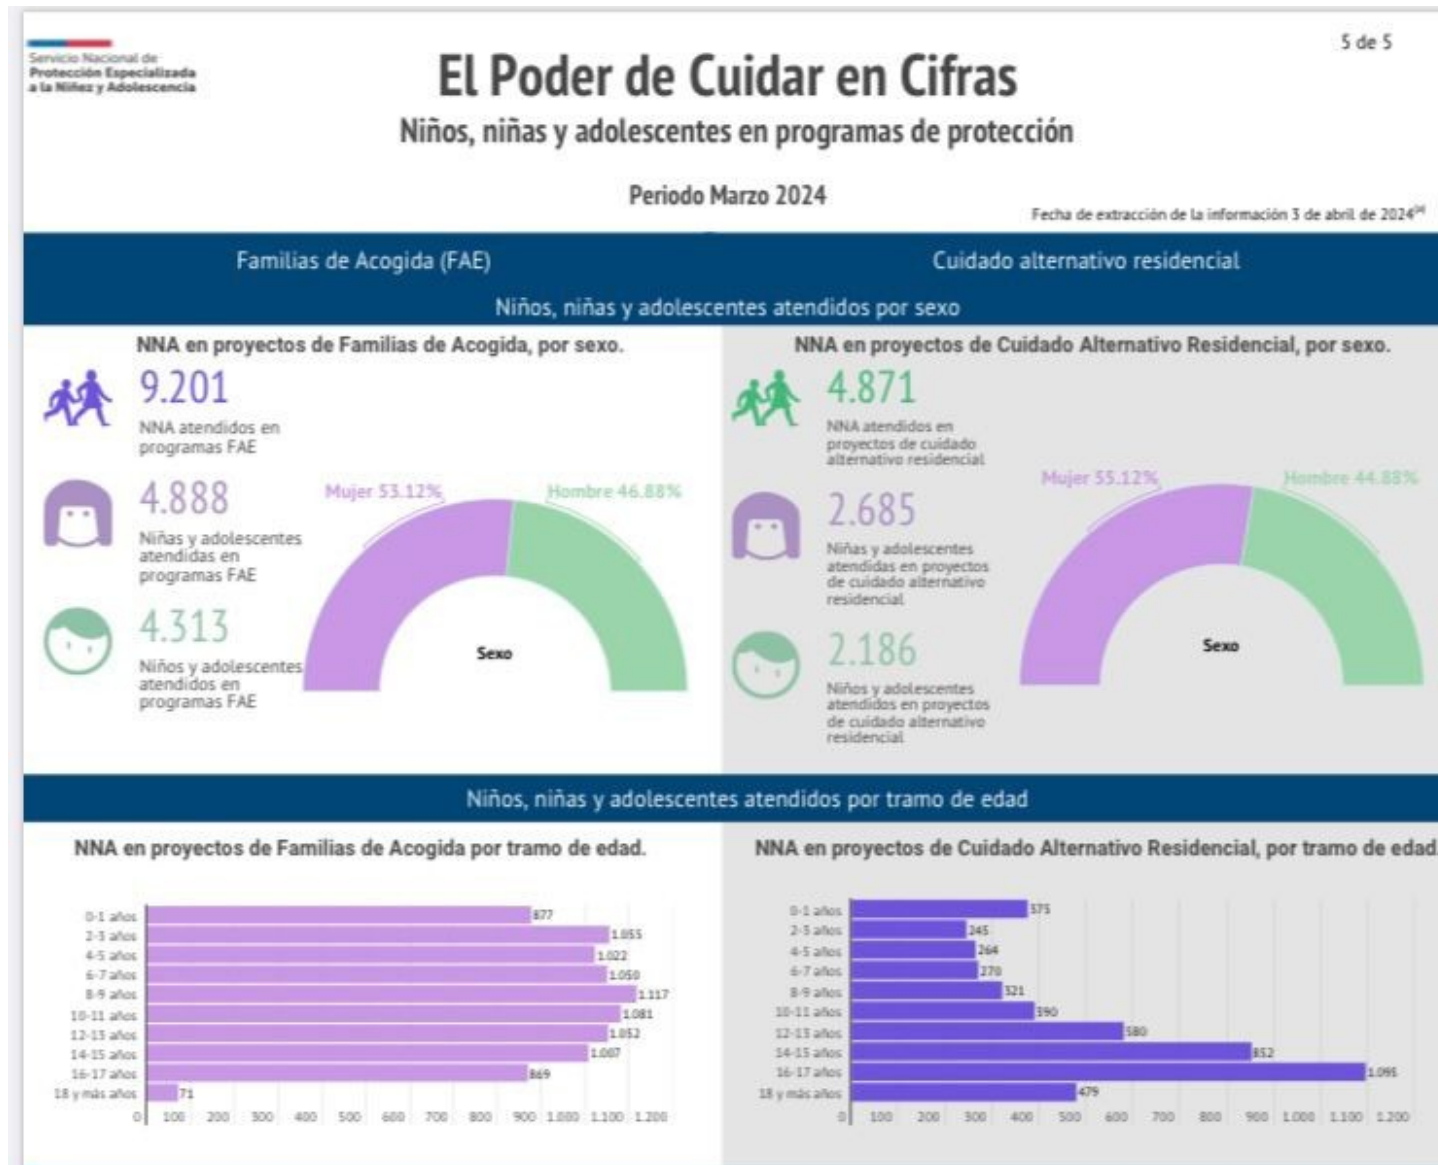 Servicio Nacional de
Protección Especializada
a la Niñez y Adolescencia
5 de 5
El Poder de Cuidar en Cifras
Niños, niñas y adolescentes en programas de protección
Periodo Marzo 2024
Fecha de extracción de la información 3 de abril de 2024
Familias de Acogida (FAE)
Cuidado alternativo residencial
Niños, niñas y adolescentes atendidos por sexo
NNA en proyectos de Familias de Acogida, por sexo.
9.201
NNA atendidos en
programas FAE
4.888
Niñas y adolescentes
atendidas en
programas FAE
4.313
Niños y adolescentes
atendidos en
programas FAE
Mujer 53.12%
Hombre 46.88%
Sexo
NNA en proyectos de Cuidado Alternativo Residencial, por sexo.
4.871
NNA atendidos en
proyectos de cuidado
alternativo residencial
2.685
Niñas y adolescentes
atendidas en proyectos
de cuidado alternativo
residencial
2.186
Niños y adolescentes
atendidos en proyectos
de cuidado alternativo
residencial
Mujer 55.12%
Hombre 44.88%
Sexo
Niños, niñas y adolescentes atendidos por tramo de edad
NNA en proyectos de Familias de Acogida por tramo de edad.
0-1 años 877
2-3 años 1.055
4-5 años 1.022
6-7 años 1.050
8-9 años 1.117
10-11 años 1.081
12-13 años 1.052
14-15 años 1.007
16-17 años 869
18 y más años 71
0 100 200 300 400 500 600 700 800 900 1.000 1.100 1.200
NNA en proyectos de Cuidado Alternativo Residencial, por tramo de edad
0-1 años 375
2-3 años 245
4-5 años 264
6-7 años 270
8-9 años 321
10-11 años 390
12-13 años 580
14-15 años 852
16-17 años 1.095
18 y más años 479
0 100 200 300 400 500 600 700 800 900 1.000 1.100 1.200